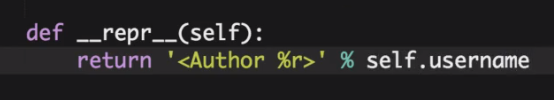 def __repr__(self):
    return '<Author %r>' % self.username